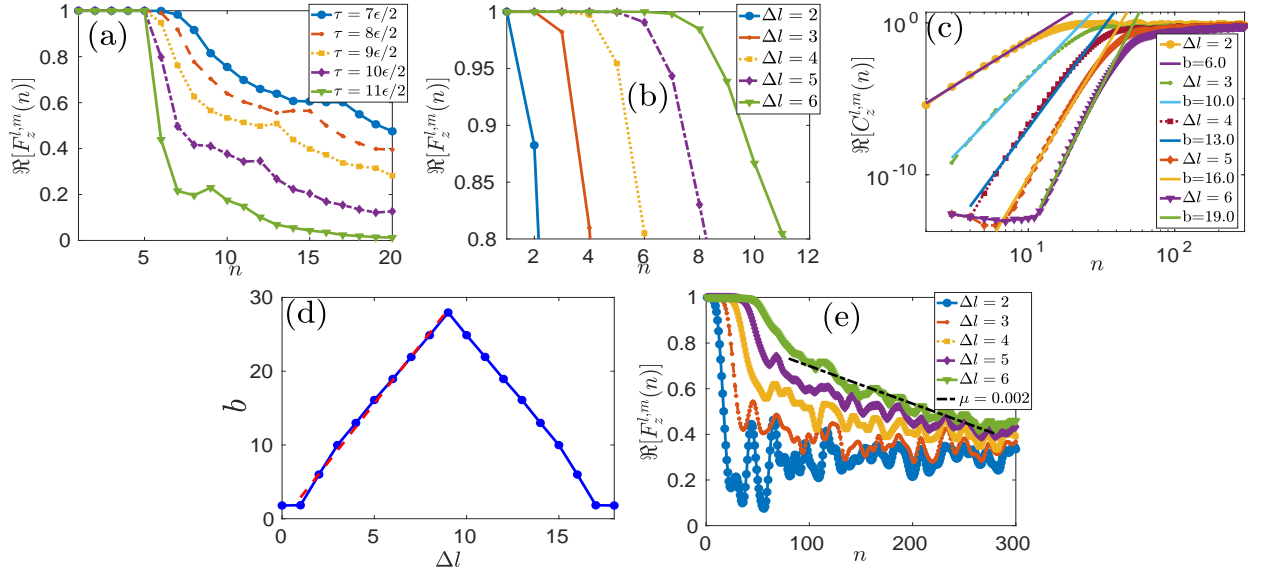 (a)
ℜ[F_z^{l,m}(n)]
1
0.8
0.6
0.4
0.2
0
5 10 15 20
n
τ = 7ϵ/2
τ = 8ϵ/2
τ = 9ϵ/2
τ = 10ϵ/2
τ = 11ϵ/2
(b)
ℜ[F_z^{l,m}(n)]
1
0.95
0.9
0.85
0.8
2 4 6 8 10 12
n
Δl = 2
Δl = 3
Δl = 4
Δl = 5
Δl = 6
(c)
ℜ[C_z^{l,m}(n)]
10^0
10^{-10}
10^1 10^2
n
Δl = 2
b=6.0
Δl = 3
b=10.0
Δl = 4
b=13.0
Δl = 5
b=16.0
Δl = 6
b=19.0
(d)
b
30
20
10
0
0 5 10 15
Δl
(e)
ℜ[F_z^{l,m}(n)]
1
0.8
0.6
0.4
0.2
0
0 100 200 300
n
Δl = 2
Δl = 3
Δl = 4
Δl = 5
Δl = 6
μ = 0.002